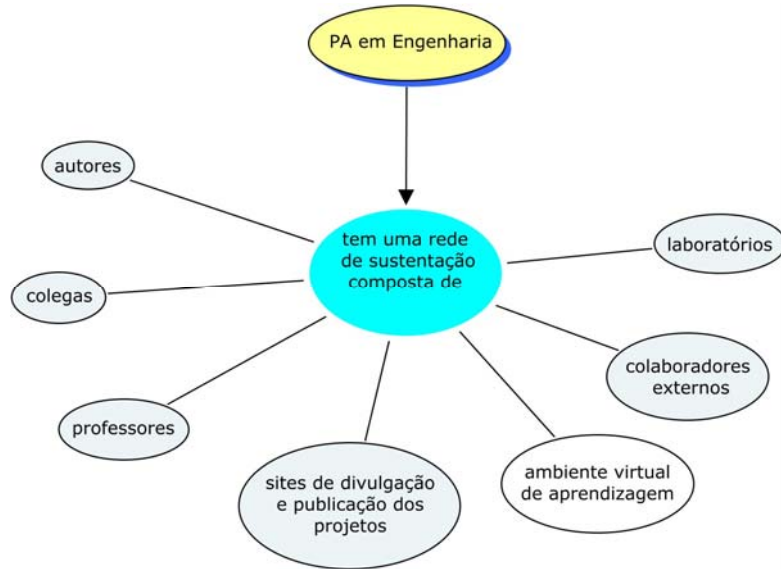 PA em Engenharia
autores
tem uma rede
de sustentação
composta de
laboratórios
colegas
colaboradores
externos
professores
sites de divulgação
e publicação dos
projetos
ambiente virtual
de aprendizagem